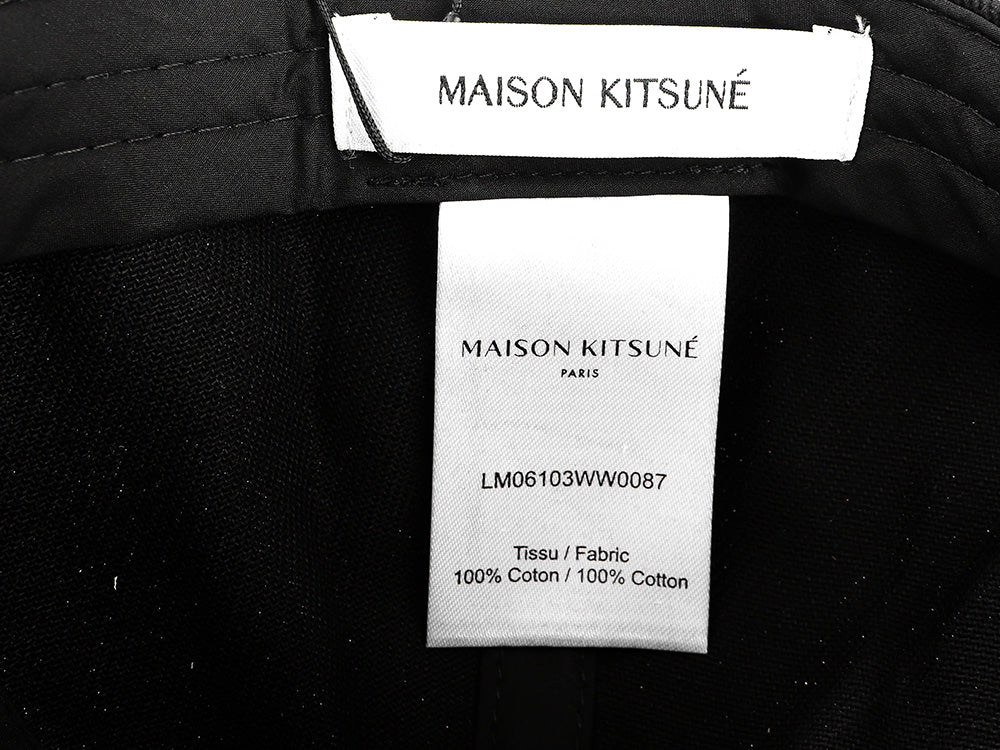 MAISON KITSUNÉ
MAISON KITSUNÉ
PARIS
LM06103WW0087
Tissu / Fabric
100% Coton / 100% Cotton